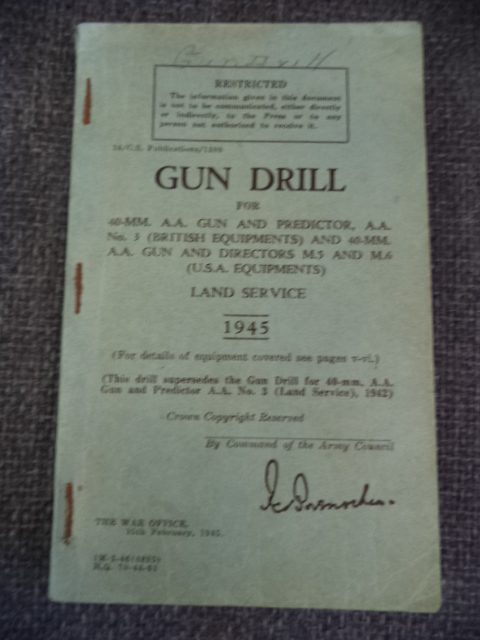 Gun Drill
RESTRICTED
The information given in this document
is not to be communicated, either directly
or indirectly, to the Press or to any
person not authorised to receive it.
Publications/
GUN DRILL
FOR
40-MM. A.A. GUN AND PREDICTOR, A.A.
No. 3 (BRITISH EQUIPMENTS) AND 40-MM.
A.A. GUN AND DIRECTORS M.5 AND M.6
(U.S.A. EQUIPMENTS)
LAND SERVICE
1945
(For details of equipment covered see pages v-vi.)
(This drill supersedes the Gun Drill for 40-mm. A.A.
Gun and Predictor A.A. No. 3 (Land Service), 1942)
Crown Copyright Reserved
By Command of the Army Council
THE WAR OFFICE,
February, 1945.